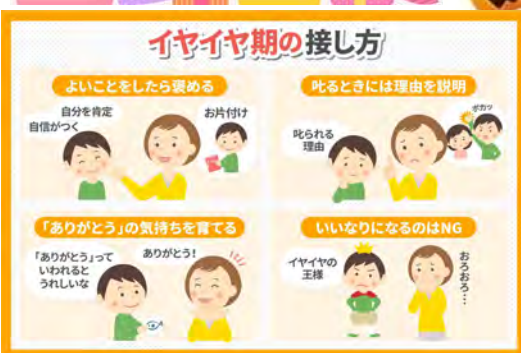 イヤイヤ期の接し方
よいことをしたら褒める
自分を肯定
自信がつく
お片付け
叱るときには理由を説明
叱られる
理由
ポカッ
「ありがとう」の気持ちを育てる
「ありがとう」って
いわれると
うれしいな
ありがとう!
いいなりになるのはNG
イヤイヤの
王様
おろおろ…